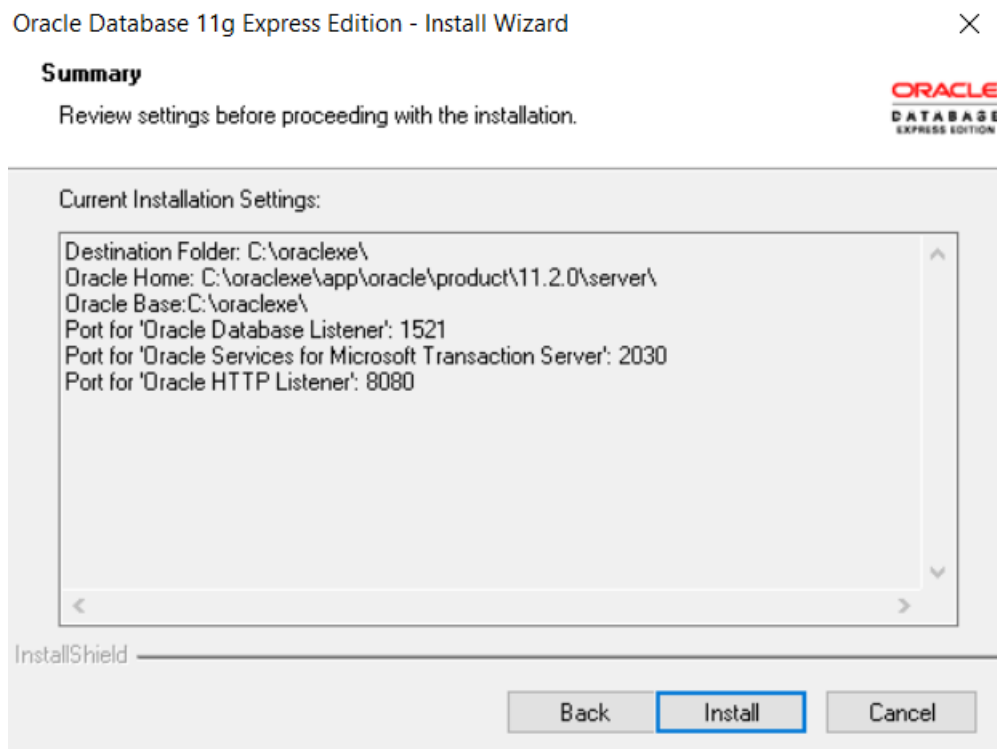 Oracle Database 11g Express Edition - Install Wizard
Summary
Review settings before proceeding with the installation.
ORACLE
DATABASE
EXPRESS EDITION
Current Installation Settings:
Destination Folder: C:\oraclexe\
Oracle Home: C:\oraclexe\app\oracle\product\11.2.0\server\
Oracle Base:C:\oraclexe\
Port for 'Oracle Database Listener': 1521
Port for 'Oracle Services for Microsoft Transaction Server': 2030
Port for 'Oracle HTTP Listener': 8080
InstallShield
Back Install Cancel